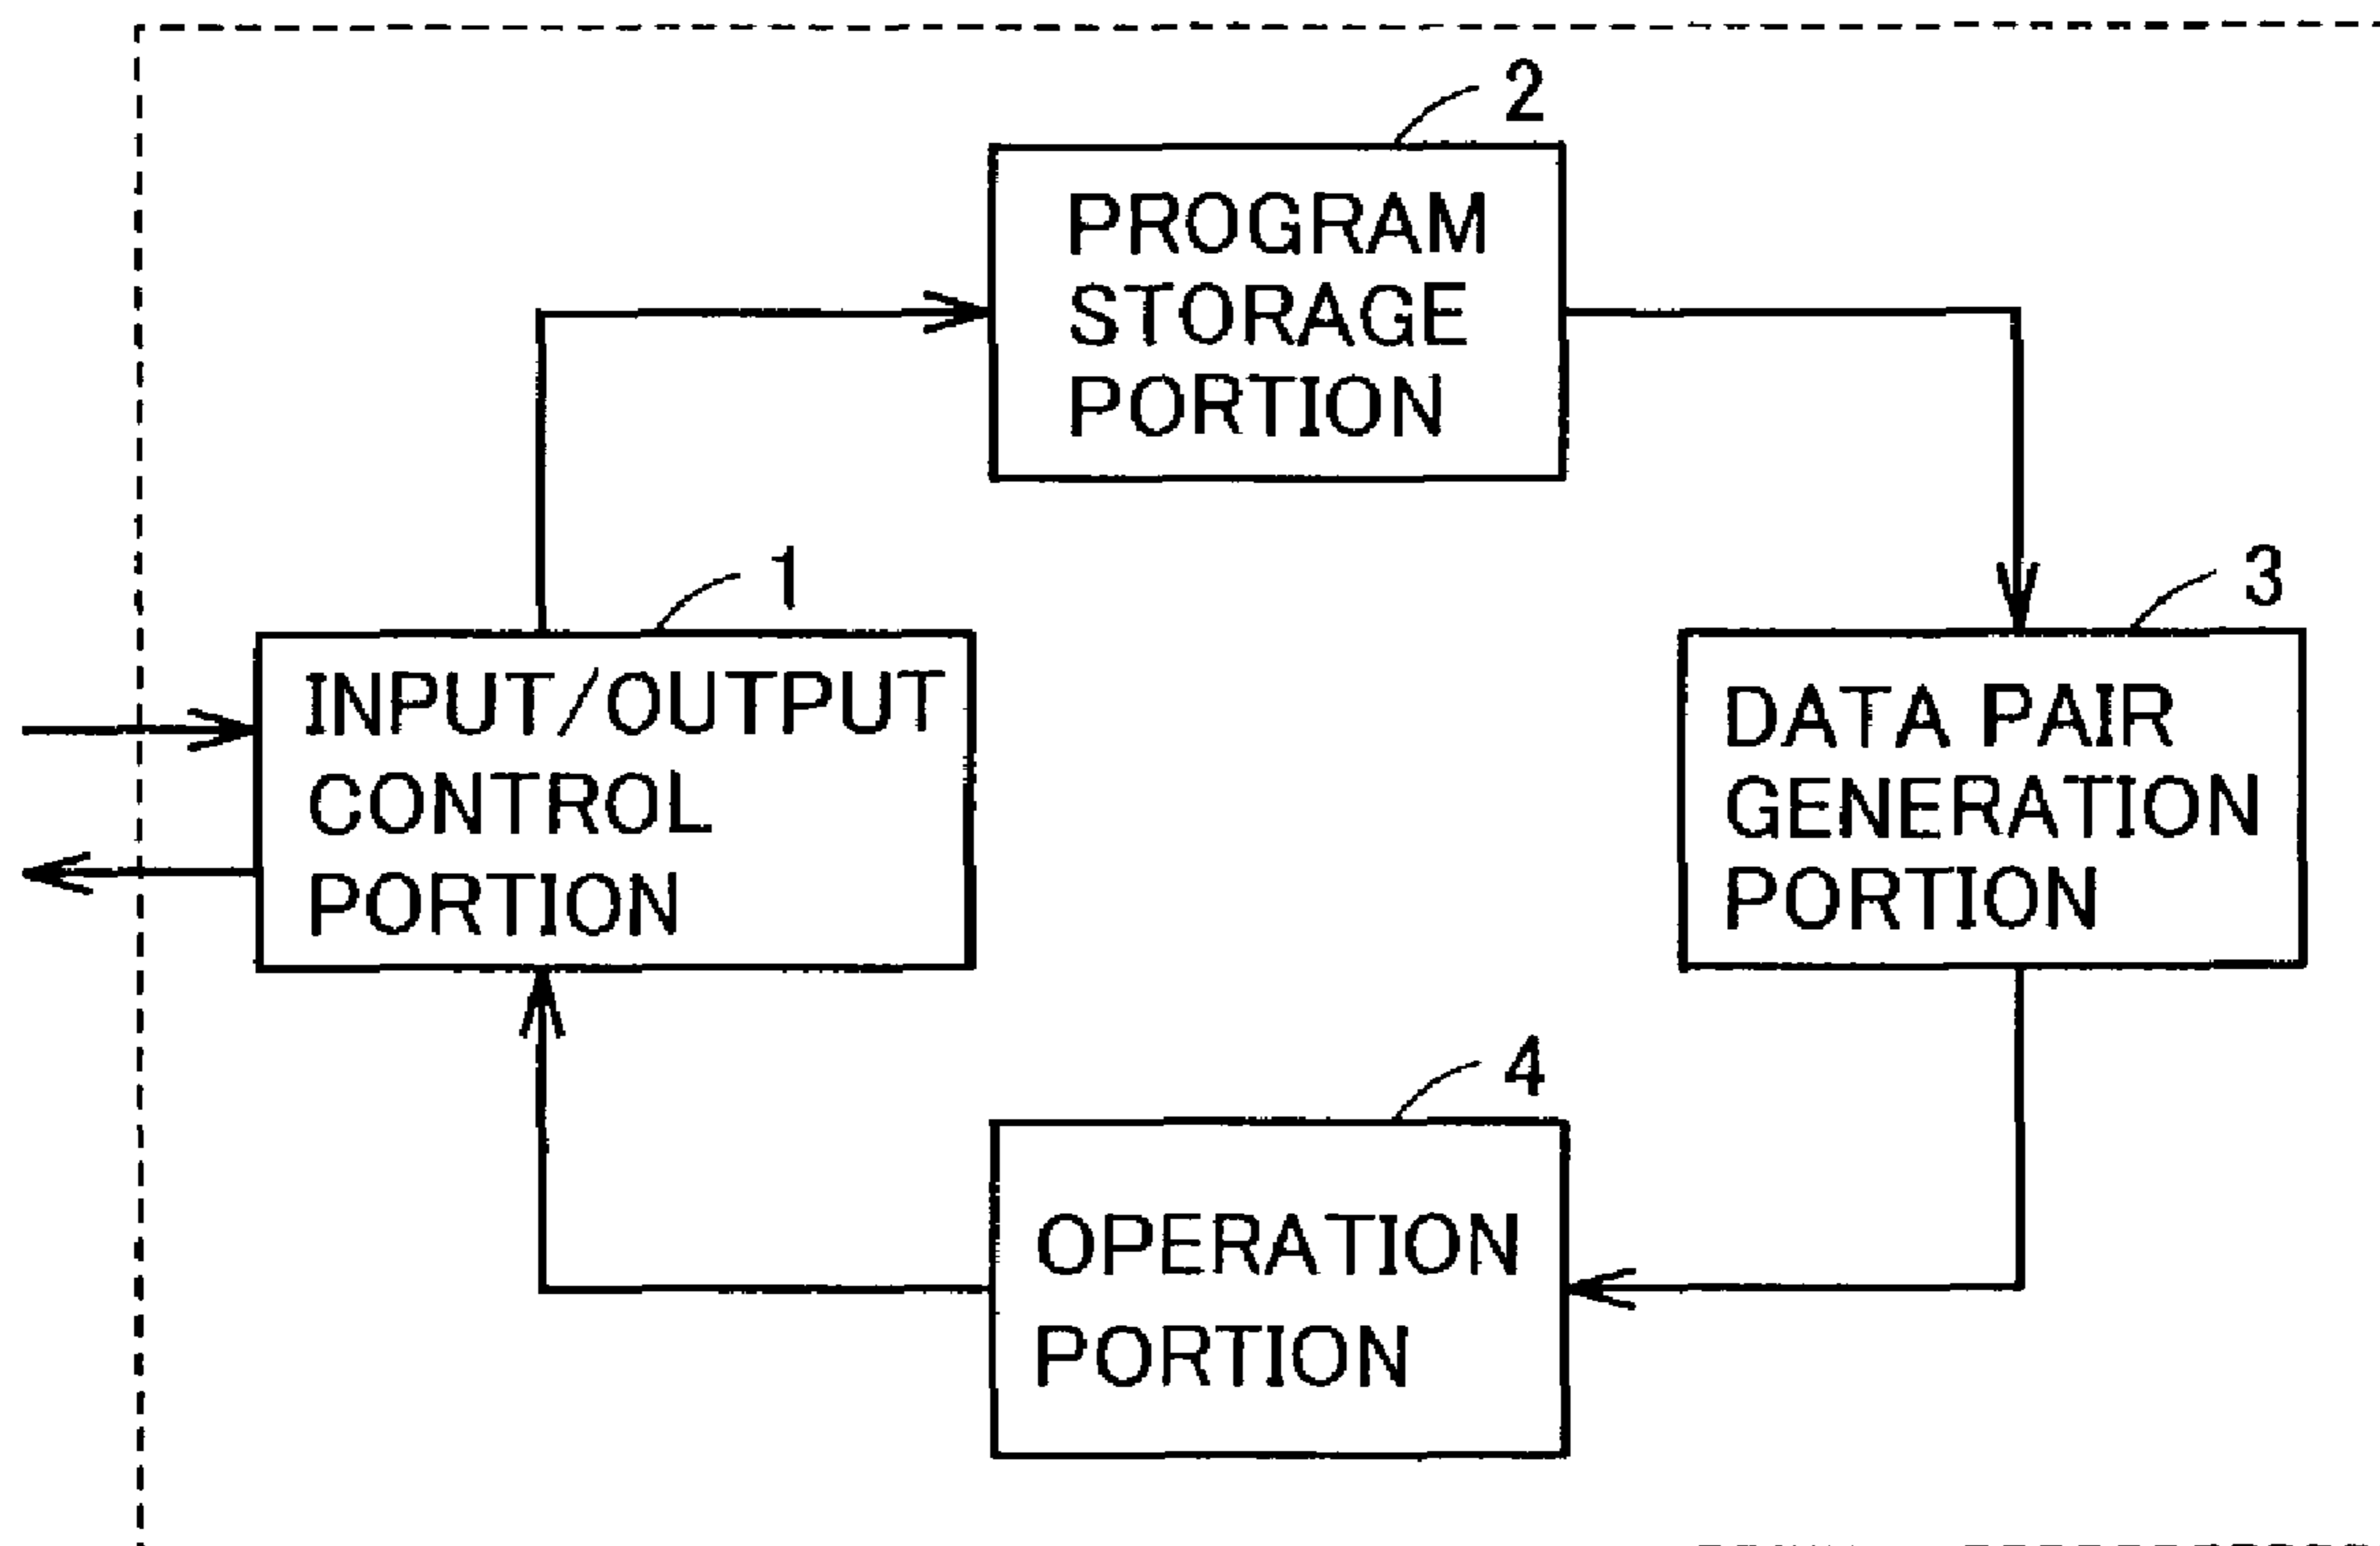 2
PROGRAM
STORAGE
PORTION
1
INPUT/OUTPUT
CONTROL
PORTION
3
DATA PAIR
GENERATION
PORTION
4
OPERATION
PORTION